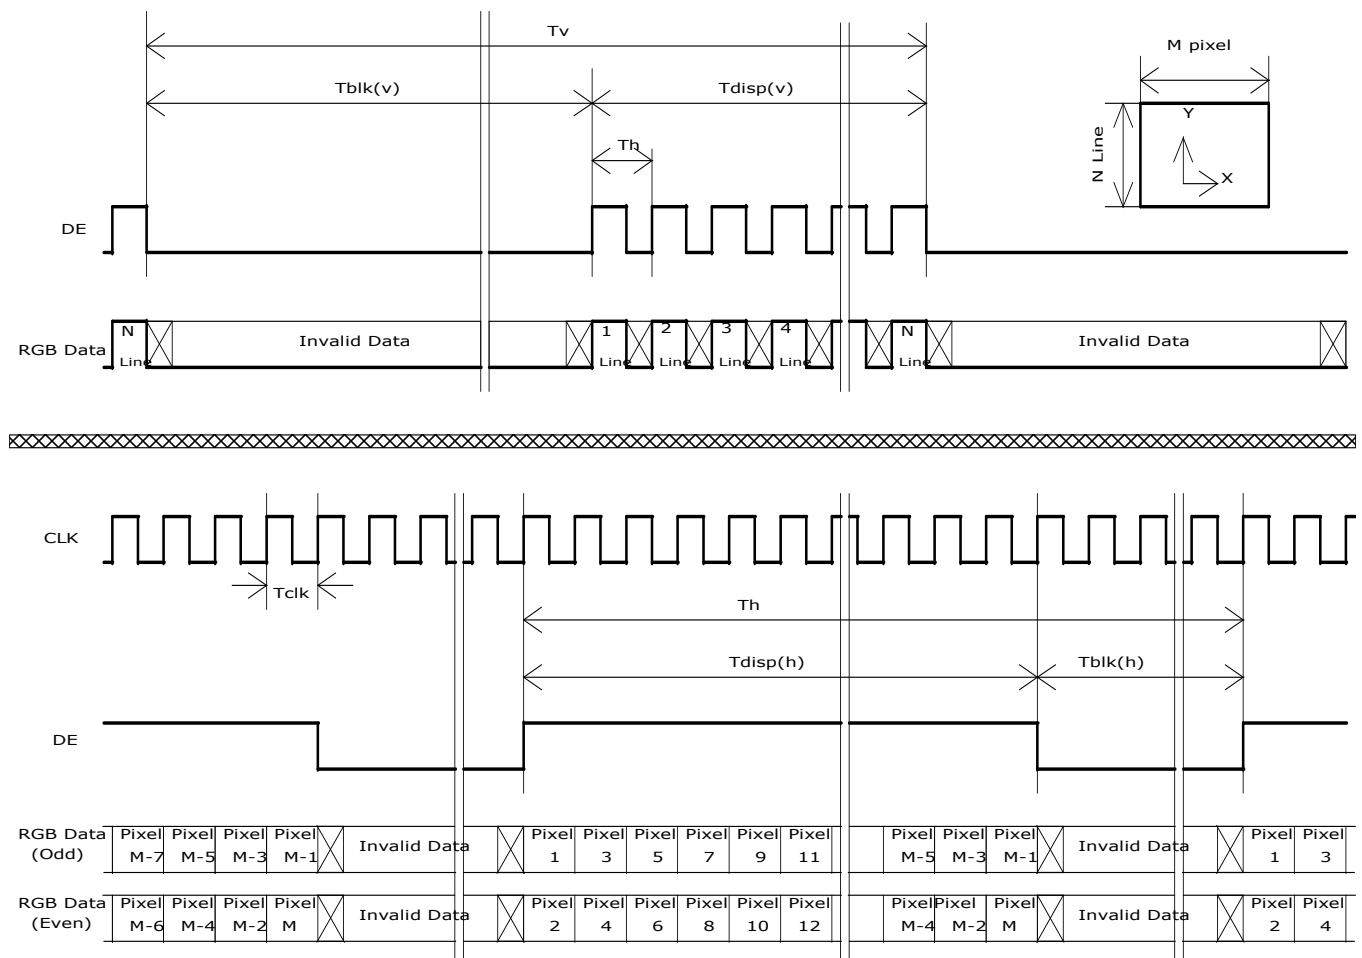 Tv
M pixel
Tblk(v)
Tdisp(v)
Y
N Line
Th
X
DE
N
1
2
3
4
N
RGB Data
Invalid Data
Invalid Data
Line
Line
Line
Line
Line
Line
CLK
Tclk
Th
Tdisp(h)
Tblk(h)
DE
RGB Data
(Odd)
Pixel Pixel Pixel Pixel
M-7 M-5 M-3 M-1
Invalid Data
Pixel Pixel Pixel Pixel Pixel Pixel
1 3 5 7 9 11
Pixel Pixel Pixel
M-5 M-3 M-1
Invalid Data
Pixel Pixel
1 3
RGB Data
(Even)
Pixel Pixel Pixel Pixel
M-6 M-4 M-2 M
Invalid Data
Pixel Pixel Pixel Pixel Pixel Pixel
2 4 6 8 10 12
Pixel Pixel Pixel
M-4 M-2 M
Invalid Data
Pixel Pixel
2 4